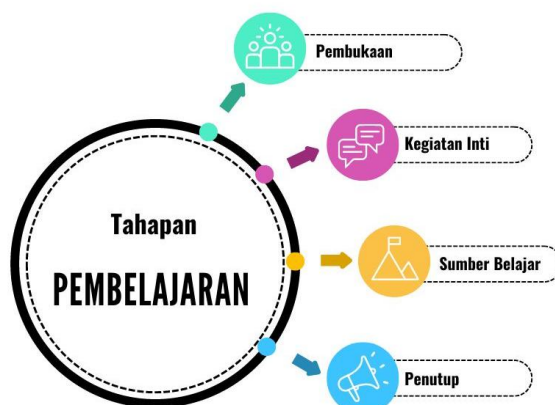 Pembukaan
Kegiatan Inti
Tahapan
PEMBELAJARAN
Sumber Belajar
Penutup